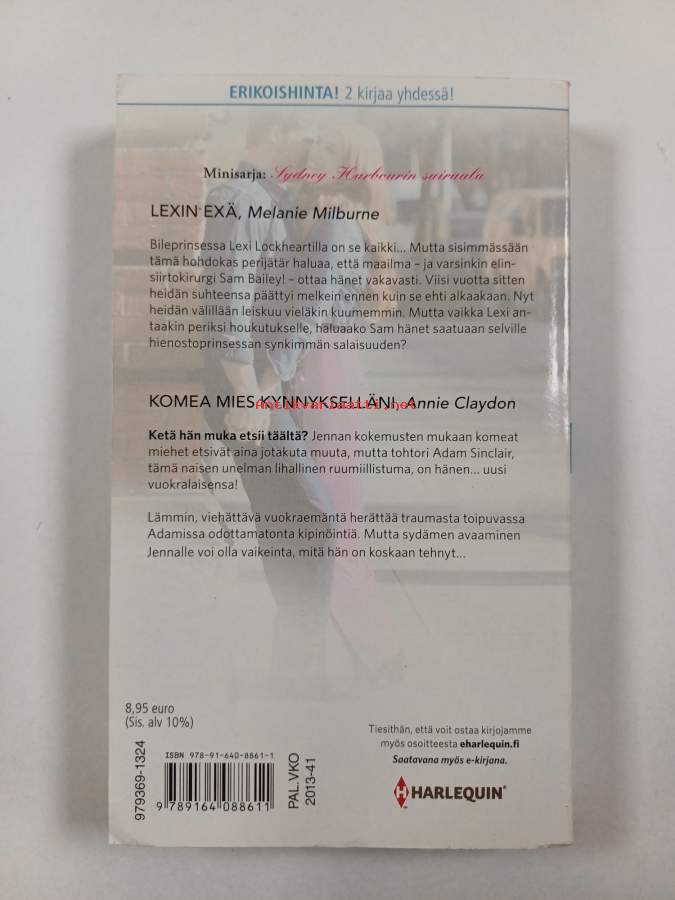 ERIKOISHINTA! 2 kirjaa yhdessä!
Minisarja: Sydney Harbourin sairaala
LEXIN EXÄ, Melanie Milburne
Bileprinsessa Lexi Lockheartilla on se kaikki... Mutta sisimmässään
tämä hohdokas perijätär haluaa, että maailma – ja varsinkin elin-
siirtokirurgi Sam Bailey! – ottaa hänet vakavasti. Viisi vuotta sitten
heidän suhteensa päättyi melkein ennen kuin se ehti alkaakaan. Nyt
heidän välillään leiskuu vieläkin kuumemmin. Mutta vaikka Lexi an-
taakin periksi houkutukselle, haluaako Sam hänet saatuaan selville
hienostoprinsessan synkimmän salaisuuden?
KOMEA MIES KYNNYKSELLÄNI, Annie Claydon
Antikvariaatti.net
Ketä hän muka etsii täältä? Jennan kokemusten mukaan komeat
miehet etsivät aina jotakuta muuta, mutta tohtori Adam Sinclair,
tämä naisen unelman lihallinen ruumiillistuma, on hänen... uusi
vuokralaisensa!
Lämmin, viehättävä vuokraemäntä herättää traumasta toipuvassa
Adamissa odottamatonta kipinöintiä. Mutta sydämen avaaminen
Jennalle voi olla vaikeinta, mitä hän on koskaan tehnyt...
8,95 euro
(Sis. alv 10%)
979369-1324
ISBN 978-91-640-8861-1
9 789164 088611
PAL.VKO
2013-41
Tiesithän, että voit ostaa kirjojamme
myös osoitteesta eharlequin.fi
Saatavana myös e-kirjana.
HARLEQUIN®